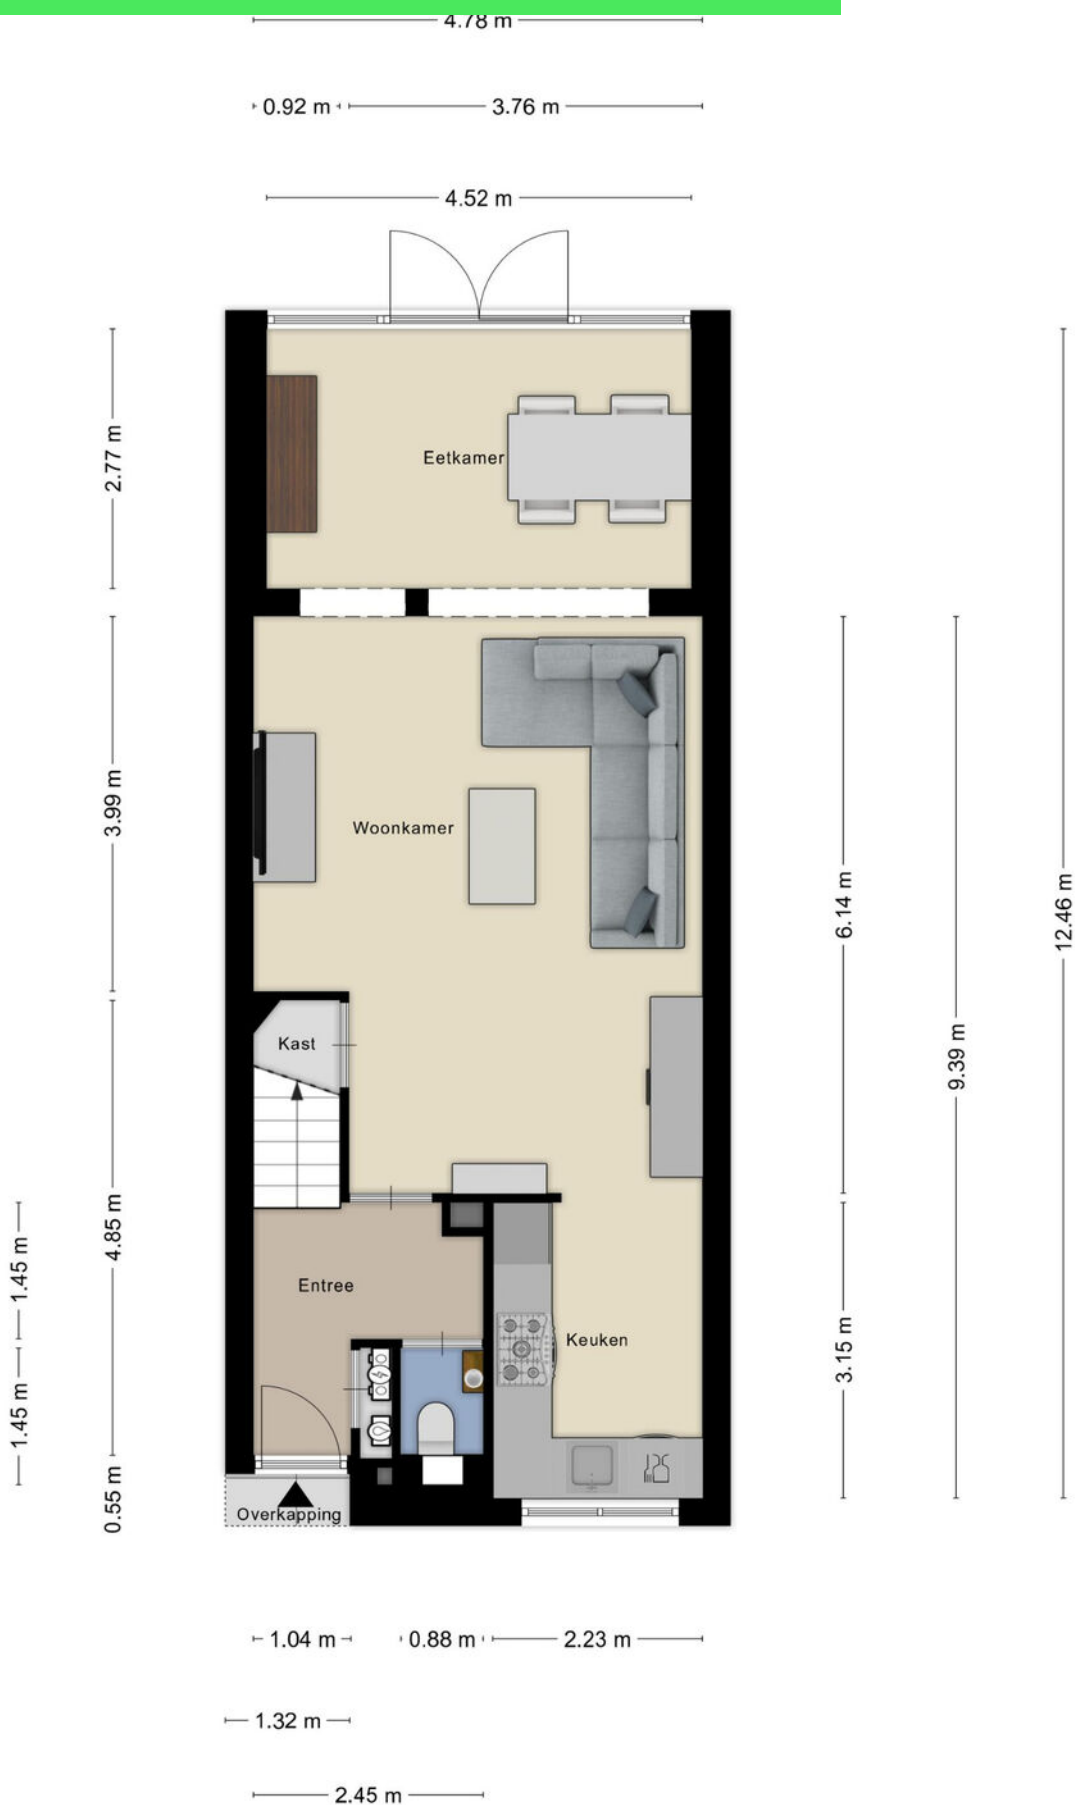 4.78 m
0.92 m
3.76 m
4.52 m
2.77 m
Eetkamer
3.99 m
Woonkamer
6.14 m
12.46 m
Kast
9.39 m
4.85 m
1.45 m
Entree
Keuken
3.15 m
1.45 m
0.55 m
Overkapping
1.04 m
0.88 m
2.23 m
1.32 m
2.45 m